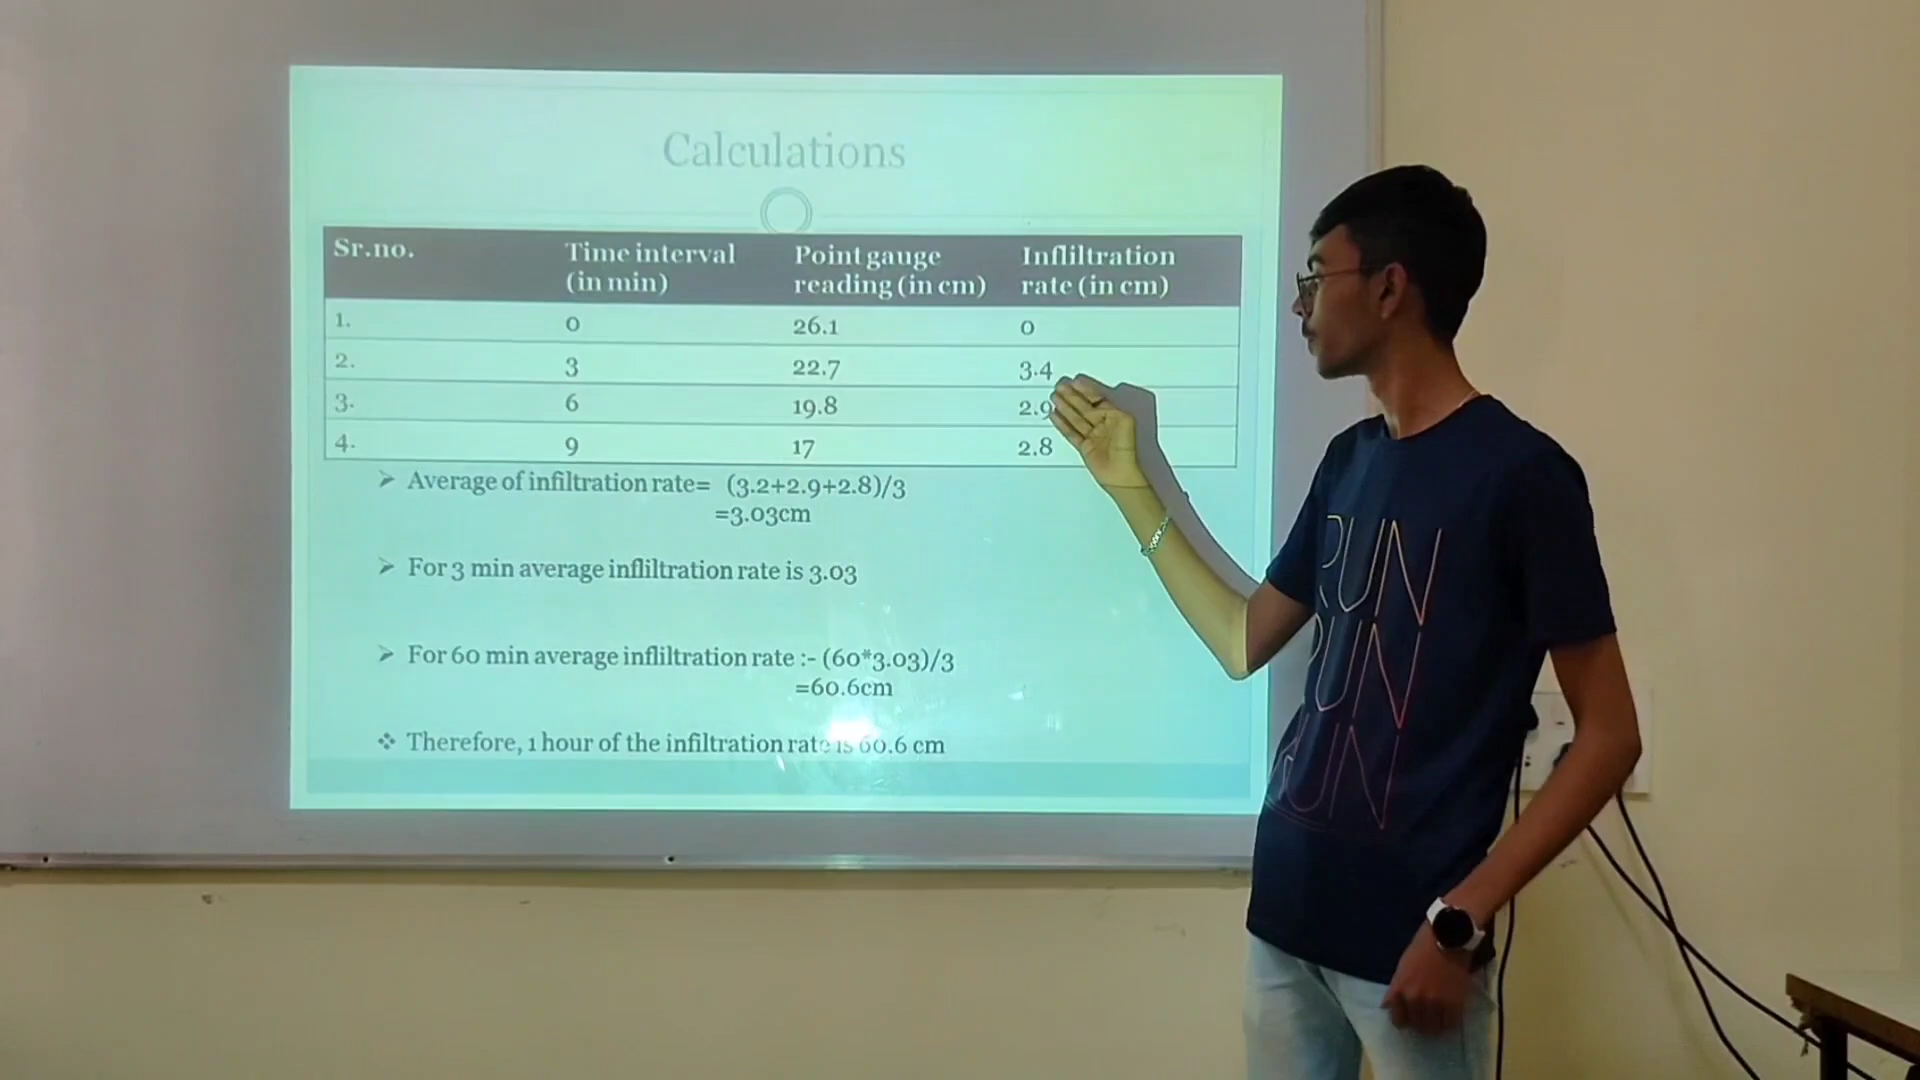 Calculations
Sr.no. Time interval (in min) Point gauge reading (in cm) Infliltration rate (in cm)
1. 0 26.1 0
2. 3 22.7 3.4
3. 6 19.8 2.9
4. 9 17 2.8
➢ Average of infiltration rate= (3.2+2.9+2.8)/3
=3.03cm
➢ For 3 min average infliltration rate is 3.03
➢ For 60 min average infliltration rate :- (60*3.03)/3
=60.6cm
❖ Therefore, 1 hour of the infiltration rate is 60.6 cm
RUN
RUN
RUN